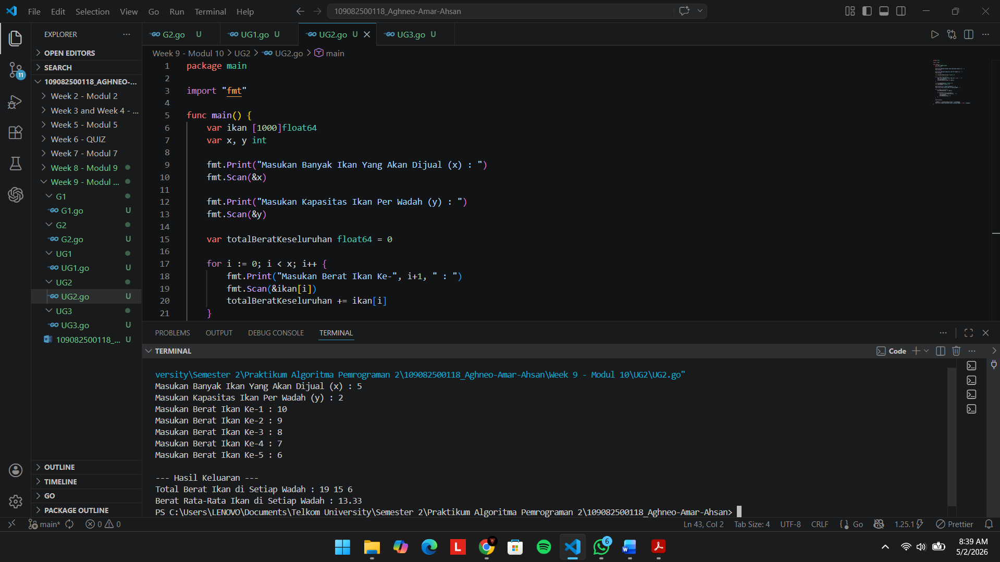 File Edit Selection View Go Run Terminal Help
109082500118_Aghneo-Amar-Ahsan
EXPLORER
G2.go U
UG1.go U
UG2.go U
UG3.go U
OPEN EDITORS
SEARCH
109082500118_AGHNEO-...
Week 2 - Modul 2
Week 3 and Week 4 - ...
Week 5 - Modul 5
Week 6 - QUIZ
Week 7 - Modul 7
Week 8 - Modul 9
Week 9 - Modul ...
G1
G1.go U
G2
G2.go U
UG1
UG1.go U
UG2
UG2.go U
UG3
UG3.go U
109082500118_... U
OUTLINE
TIMELINE
GO
PACKAGE OUTLINE
11
Week 9 - Modul 10 > UG2 > UG2.go > main
1 package main
2
3 import "fmt"
4
5 func main() {
6 var ikan [1000]float64
7 var x, y int
8
9 fmt.Print("Masukan Banyak Ikan Yang Akan Dijual (x) : ")
10 fmt.Scan(&x)
11
12 fmt.Print("Masukan Kapasitas Ikan Per Wadah (y) : ")
13 fmt.Scan(&y)
14
15 var totalBeratKeseluruhan float64 = 0
16
17 for i := 0; i < x; i++ {
18 fmt.Print("Masukan Berat Ikan Ke-", i+1, " : ")
19 fmt.Scan(&ikan[i])
20 totalBeratKeseluruhan += ikan[i]
21 }
PROBLEMS OUTPUT DEBUG CONSOLE TERMINAL
TERMINAL
Code
versity\Semester 2\Praktikum Algoritma Pemrograman 2\109082500118_Aghneo-Amar-Ahsan\Week 9 - Modul 10\UG2\UG2.go"
Masukan Banyak Ikan Yang Akan Dijual (x) : 5
Masukan Kapasitas Ikan Per Wadah (y) : 2
Masukan Berat Ikan Ke-1 : 10
Masukan Berat Ikan Ke-2 : 9
Masukan Berat Ikan Ke-3 : 8
Masukan Berat Ikan Ke-4 : 7
Masukan Berat Ikan Ke-5 : 6
--- Hasil Keluaran ---
Total Berat Ikan di Setiap Wadah : 19 15 6
Berat Rata-Rata Ikan di Setiap Wadah : 13.33
PS C:\Users\LENOVO\Documents\Telkom University\Semester 2\Praktikum Algoritma Pemrograman 2\109082500118_Aghneo-Amar-Ahsan>
main* 0 0
Ln 43, Col 2 Tab Size: 4 UTF-8 CRLF Go 1.25.1 Prettier
L
6
8:39 AM
5/2/2026